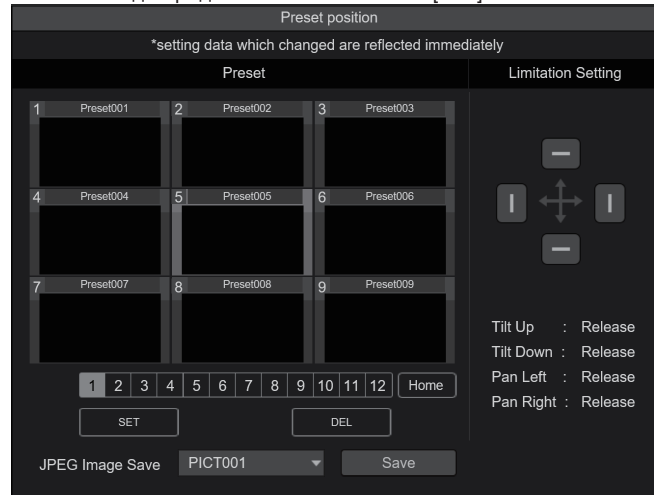 Preset position
*setting data which changed are reflected immediately
Preset
Limitation Setting
1 Preset001
2 Preset002
3 Preset003
4 Preset004
5 Preset005
6 Preset006
7 Preset007
8 Preset008
9 Preset009
1 2 3 4 5 6 7 8 9 10 11 12 Home
SET DEL
JPEG Image Save PICT001 Save
Tilt Up : Release
Tilt Down : Release
Pan Left : Release
Pan Right : Release